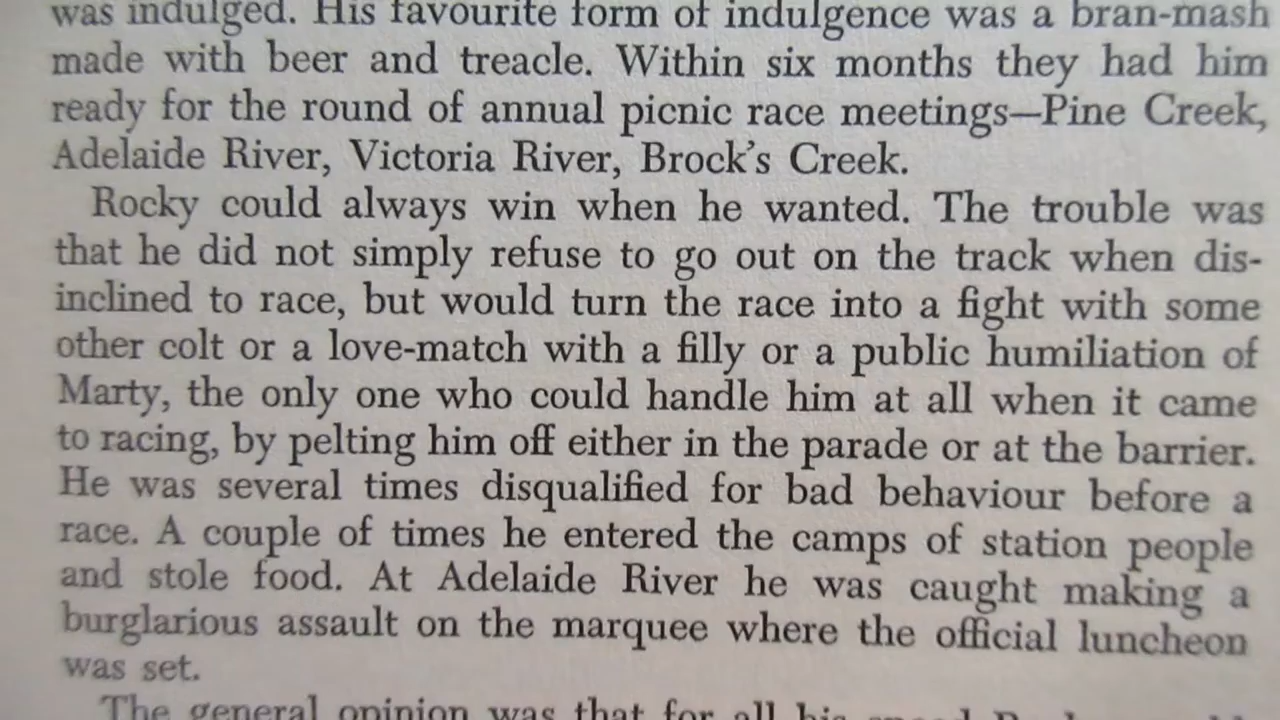 was indulged. His favourite form of indulgence was a bran-mash
made with beer and treacle. Within six months they had him
ready for the round of annual picnic race meetings—Pine Creek,
Adelaide River, Victoria River, Brock's Creek.
Rocky could always win when he wanted. The trouble was
that he did not simply refuse to go out on the track when dis-
inclined to race, but would turn the race into a fight with some
other colt or a love-match with a filly or a public humiliation of
Marty, the only one who could handle him at all when it came
to racing, by pelting him off either in the parade or at the barrier.
He was several times disqualified for bad behaviour before a
race. A couple of times he entered the camps of station people
and stole food. At Adelaide River he was caught making a
burglarious assault on the marquee where the official luncheon
was set.
The general opinion was that for all his speed